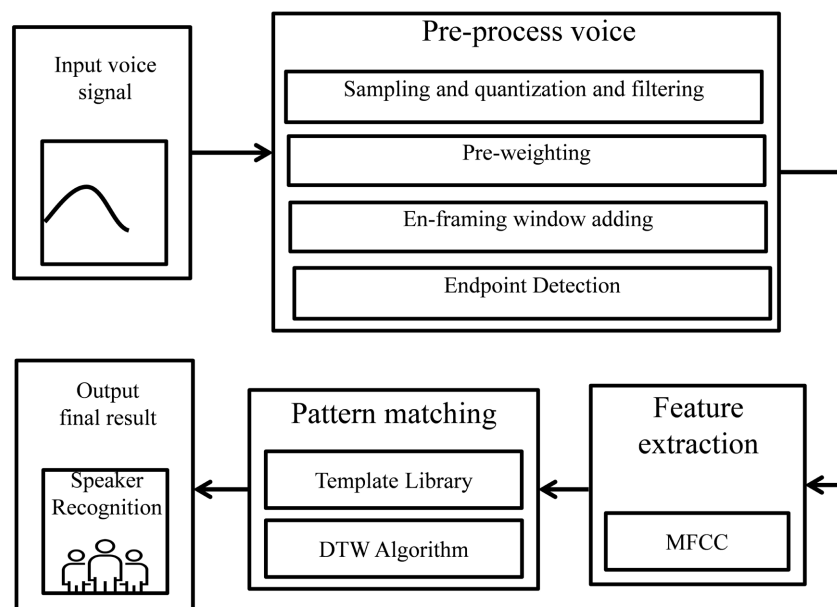 Input voice
signal
Pre-process voice
Sampling and quantization and filtering
Pre-weighting
En-framing window adding
Endpoint Detection
Feature
extraction
MFCC
Pattern matching
Template Library
DTW Algorithm
Output
final result
Speaker
Recognition